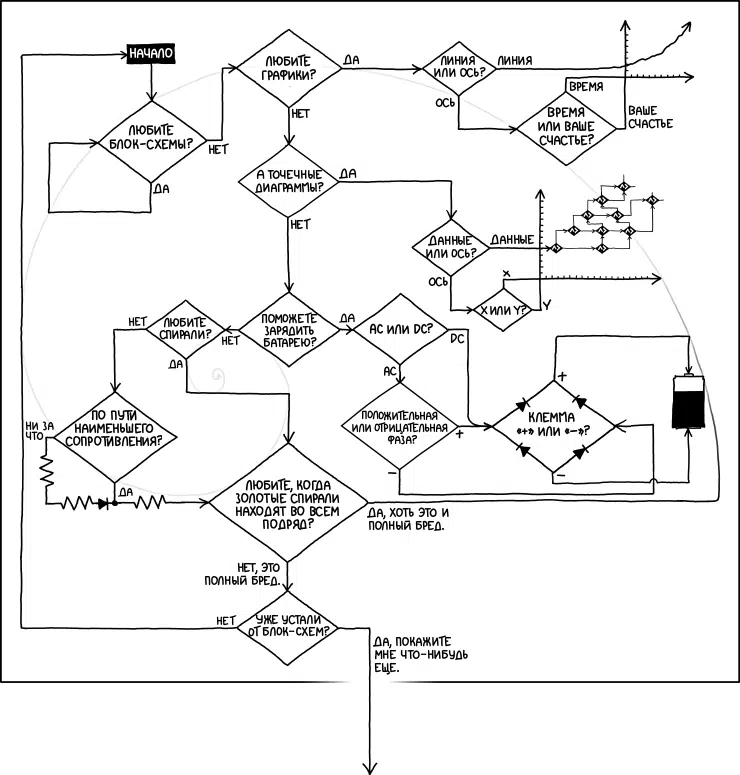 НАЧАЛО
ЛЮБИТЕ
БЛОК-СХЕМЫ?
ДА
НЕТ
ЛЮБИТЕ
ГРАФИКИ?
ДА
НЕТ
ЛИНИЯ
ИЛИ ОСЬ?
ЛИНИЯ
ОСЬ
ВРЕМЯ
ИЛИ ВАШЕ
СЧАСТЬЕ?
ВРЕМЯ
ВАШЕ
СЧАСТЬЕ
А ТОЧЕЧНЫЕ
ДИАГРАММЫ?
ДА
НЕТ
ДАННЫЕ
ИЛИ ОСЬ?
ДАННЫЕ
ОСЬ
X ИЛИ Y?
X
Y
ПОМОЖЕТЕ
ЗАРЯДИТЬ
БАТАРЕЮ?
ДА
НЕТ
ЛЮБИТЕ
СПИРАЛИ?
НЕТ
ДА
AC ИЛИ DC?
DC
AC
ПОЛОЖИТЕЛЬНАЯ
ИЛИ ОТРИЦАТЕЛЬНАЯ
ФАЗА?
+
−
КЛЕММА
«+» ИЛИ «−»?
+
−
ПО ПУТИ
НАИМЕНЬШЕГО
СОПРОТИВЛЕНИЯ?
НИ ЗА
ЧТО
ДА
ЛЮБИТЕ, КОГДА
ЗОЛОТЫЕ СПИРАЛИ
НАХОДЯТ ВО ВСЕМ
ПОДРЯД?
ДА, ХОТЬ ЭТО И
ПОЛНЫЙ БРЕД.
НЕТ, ЭТО
ПОЛНЫЙ БРЕД.
УЖЕ УСТАЛИ
ОТ БЛОК-СХЕМ?
НЕТ
ДА, ПОКАЖИТЕ
МНЕ ЧТО-НИБУДЬ
ЕЩЕ.